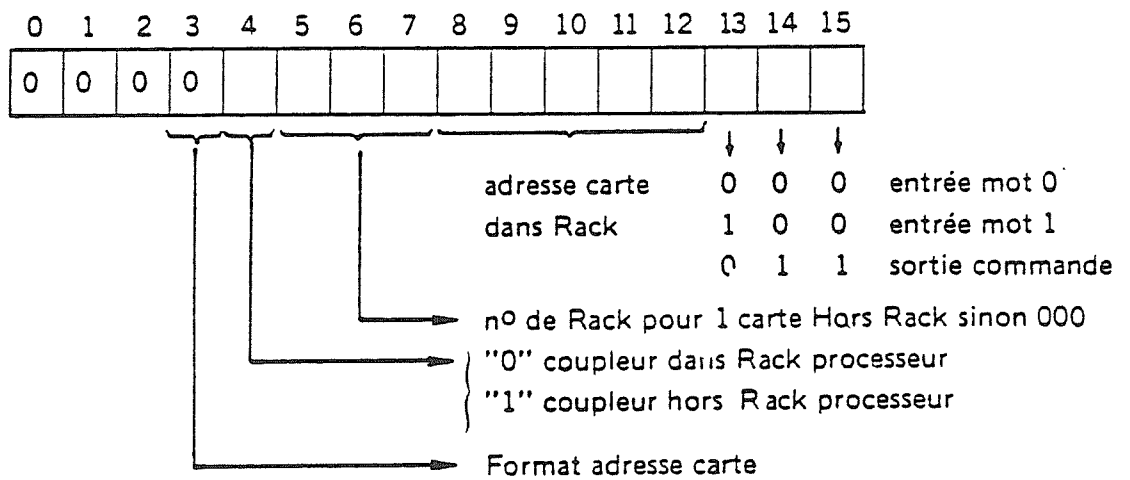 0 1 2 3 4 5 6 7 8 9 10 11 12 13 14 15
0 0 0 0
adresse carte 0 0 0 entrée mot 0
dans Rack 1 0 0 entrée mot 1
0 1 1 sortie commande
nº de Rack pour 1 carte Hors Rack sinon 000
"0" coupleur dans Rack processeur
"1" coupleur hors Rack processeur
Format adresse carte